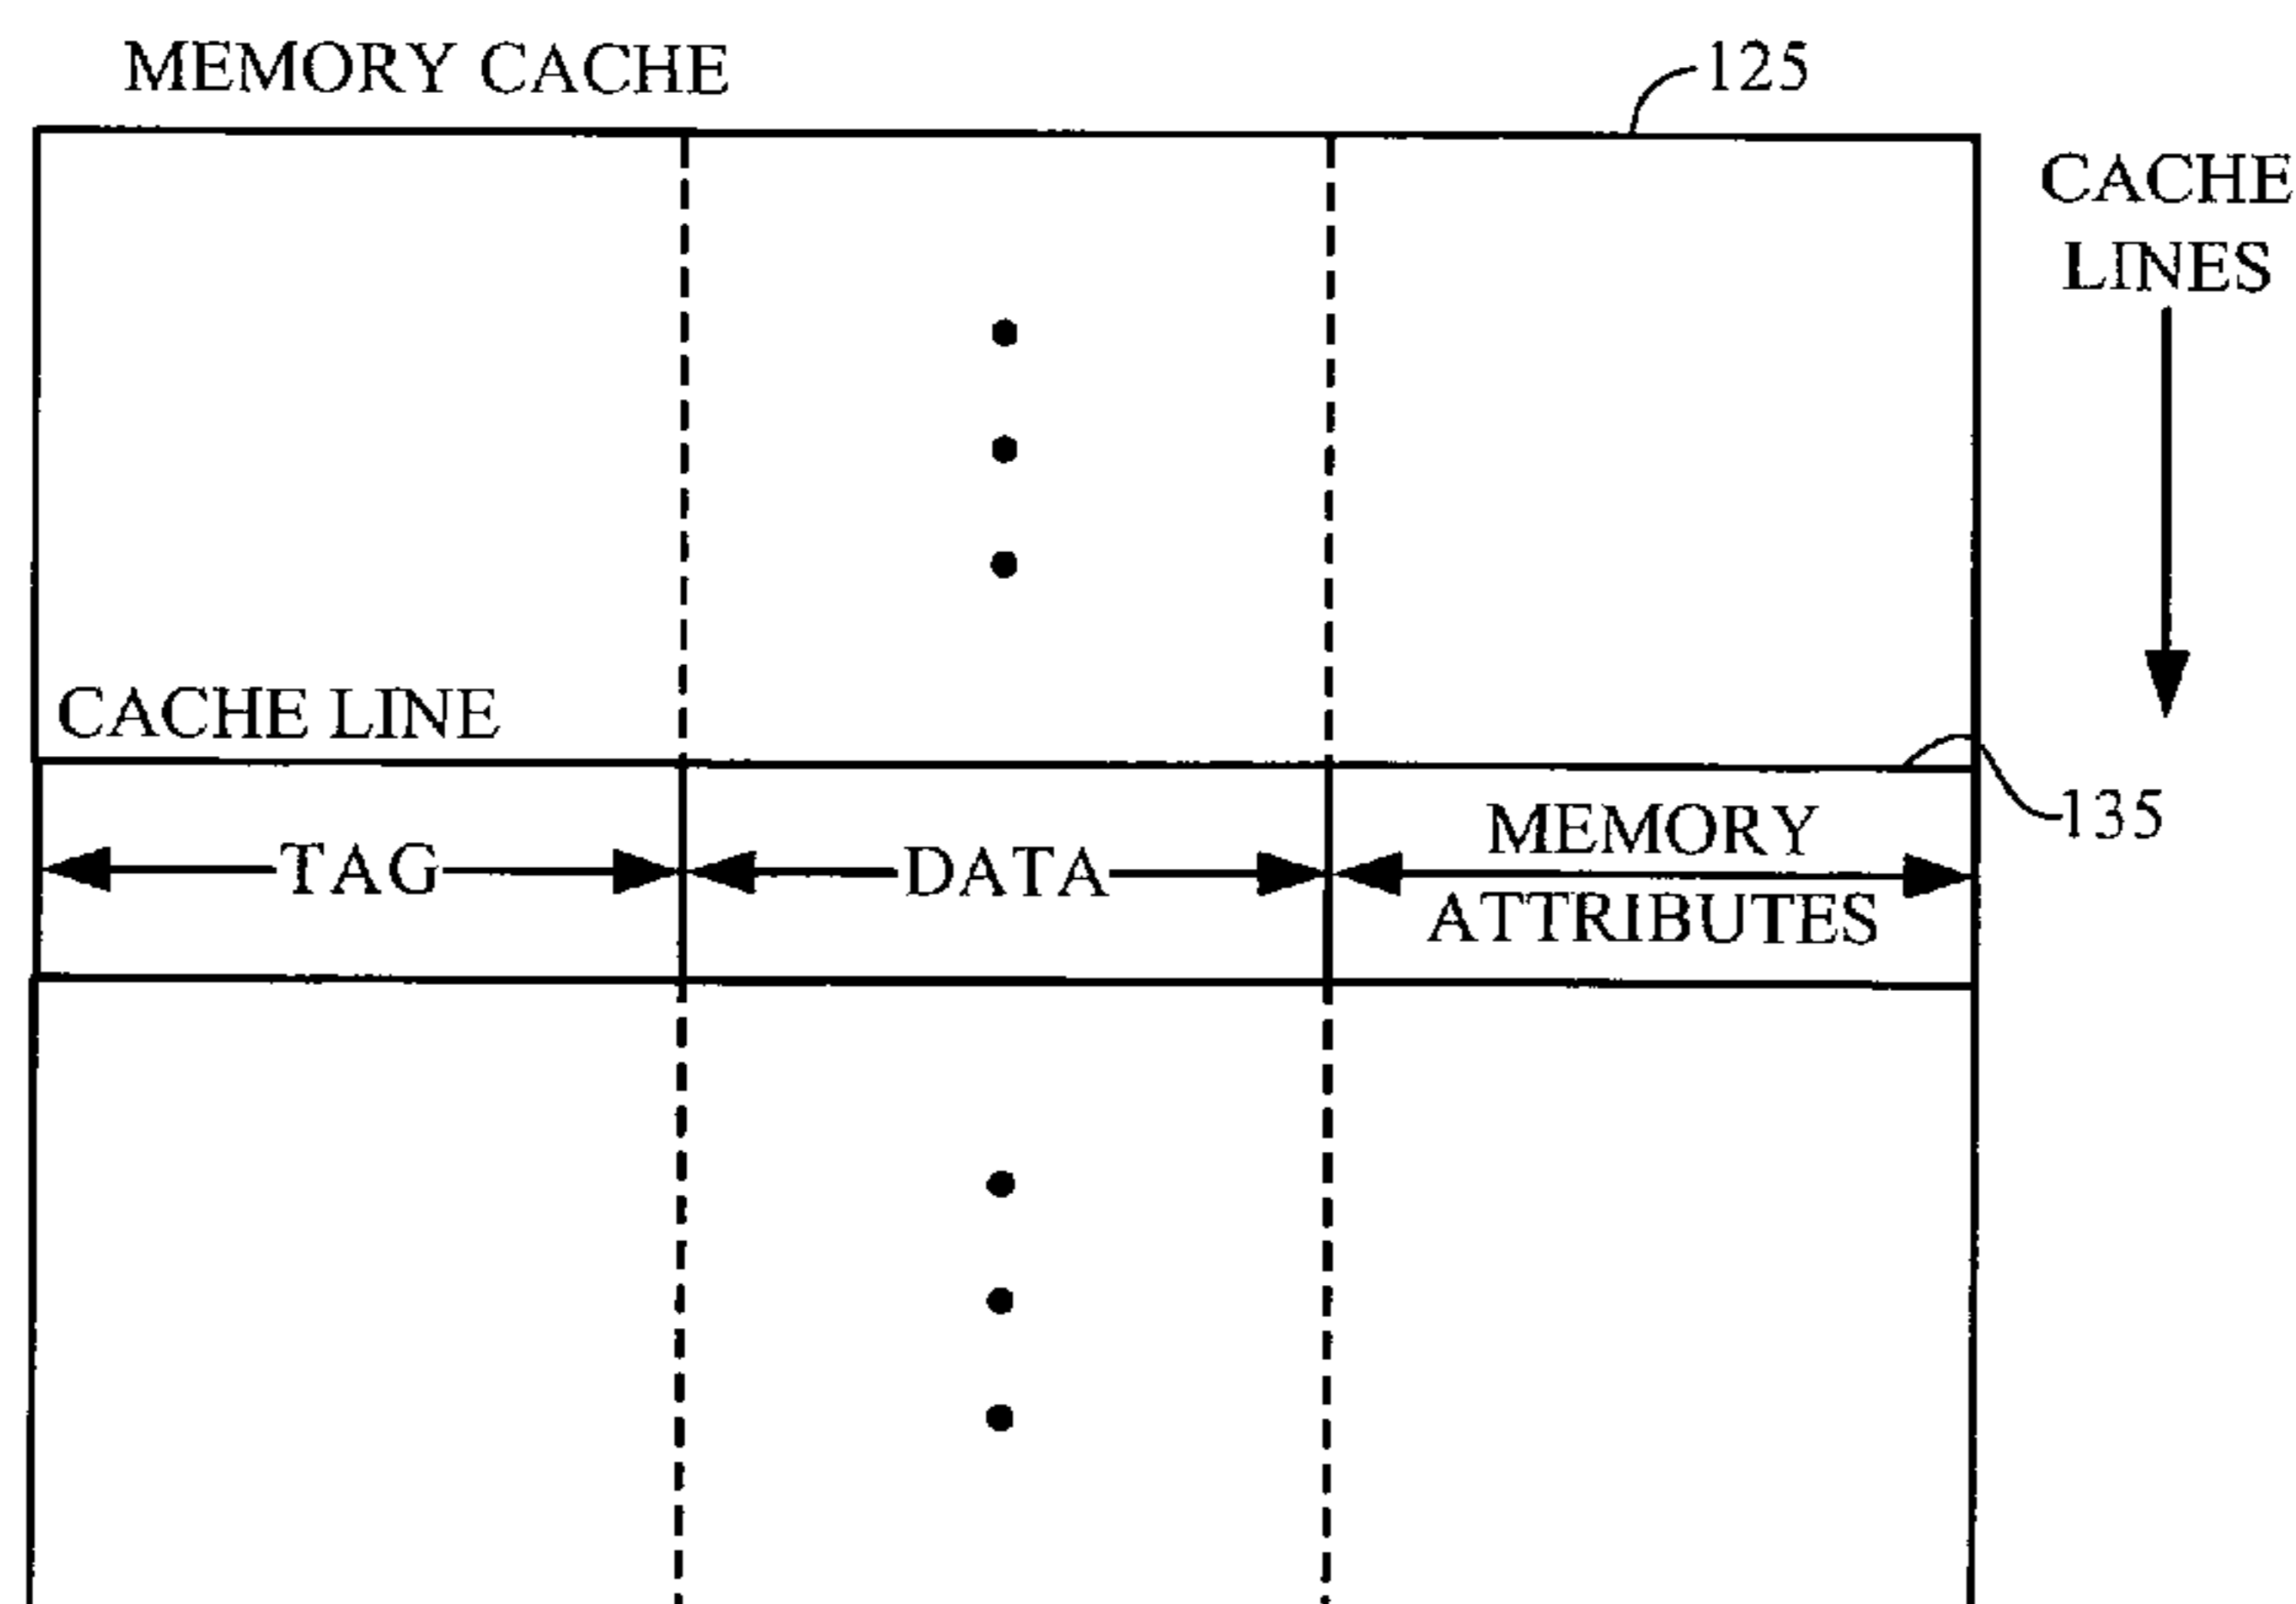 MEMORY CACHE
125
CACHE
LINES
CACHE LINE
135
TAG
DATA
MEMORY
ATTRIBUTES